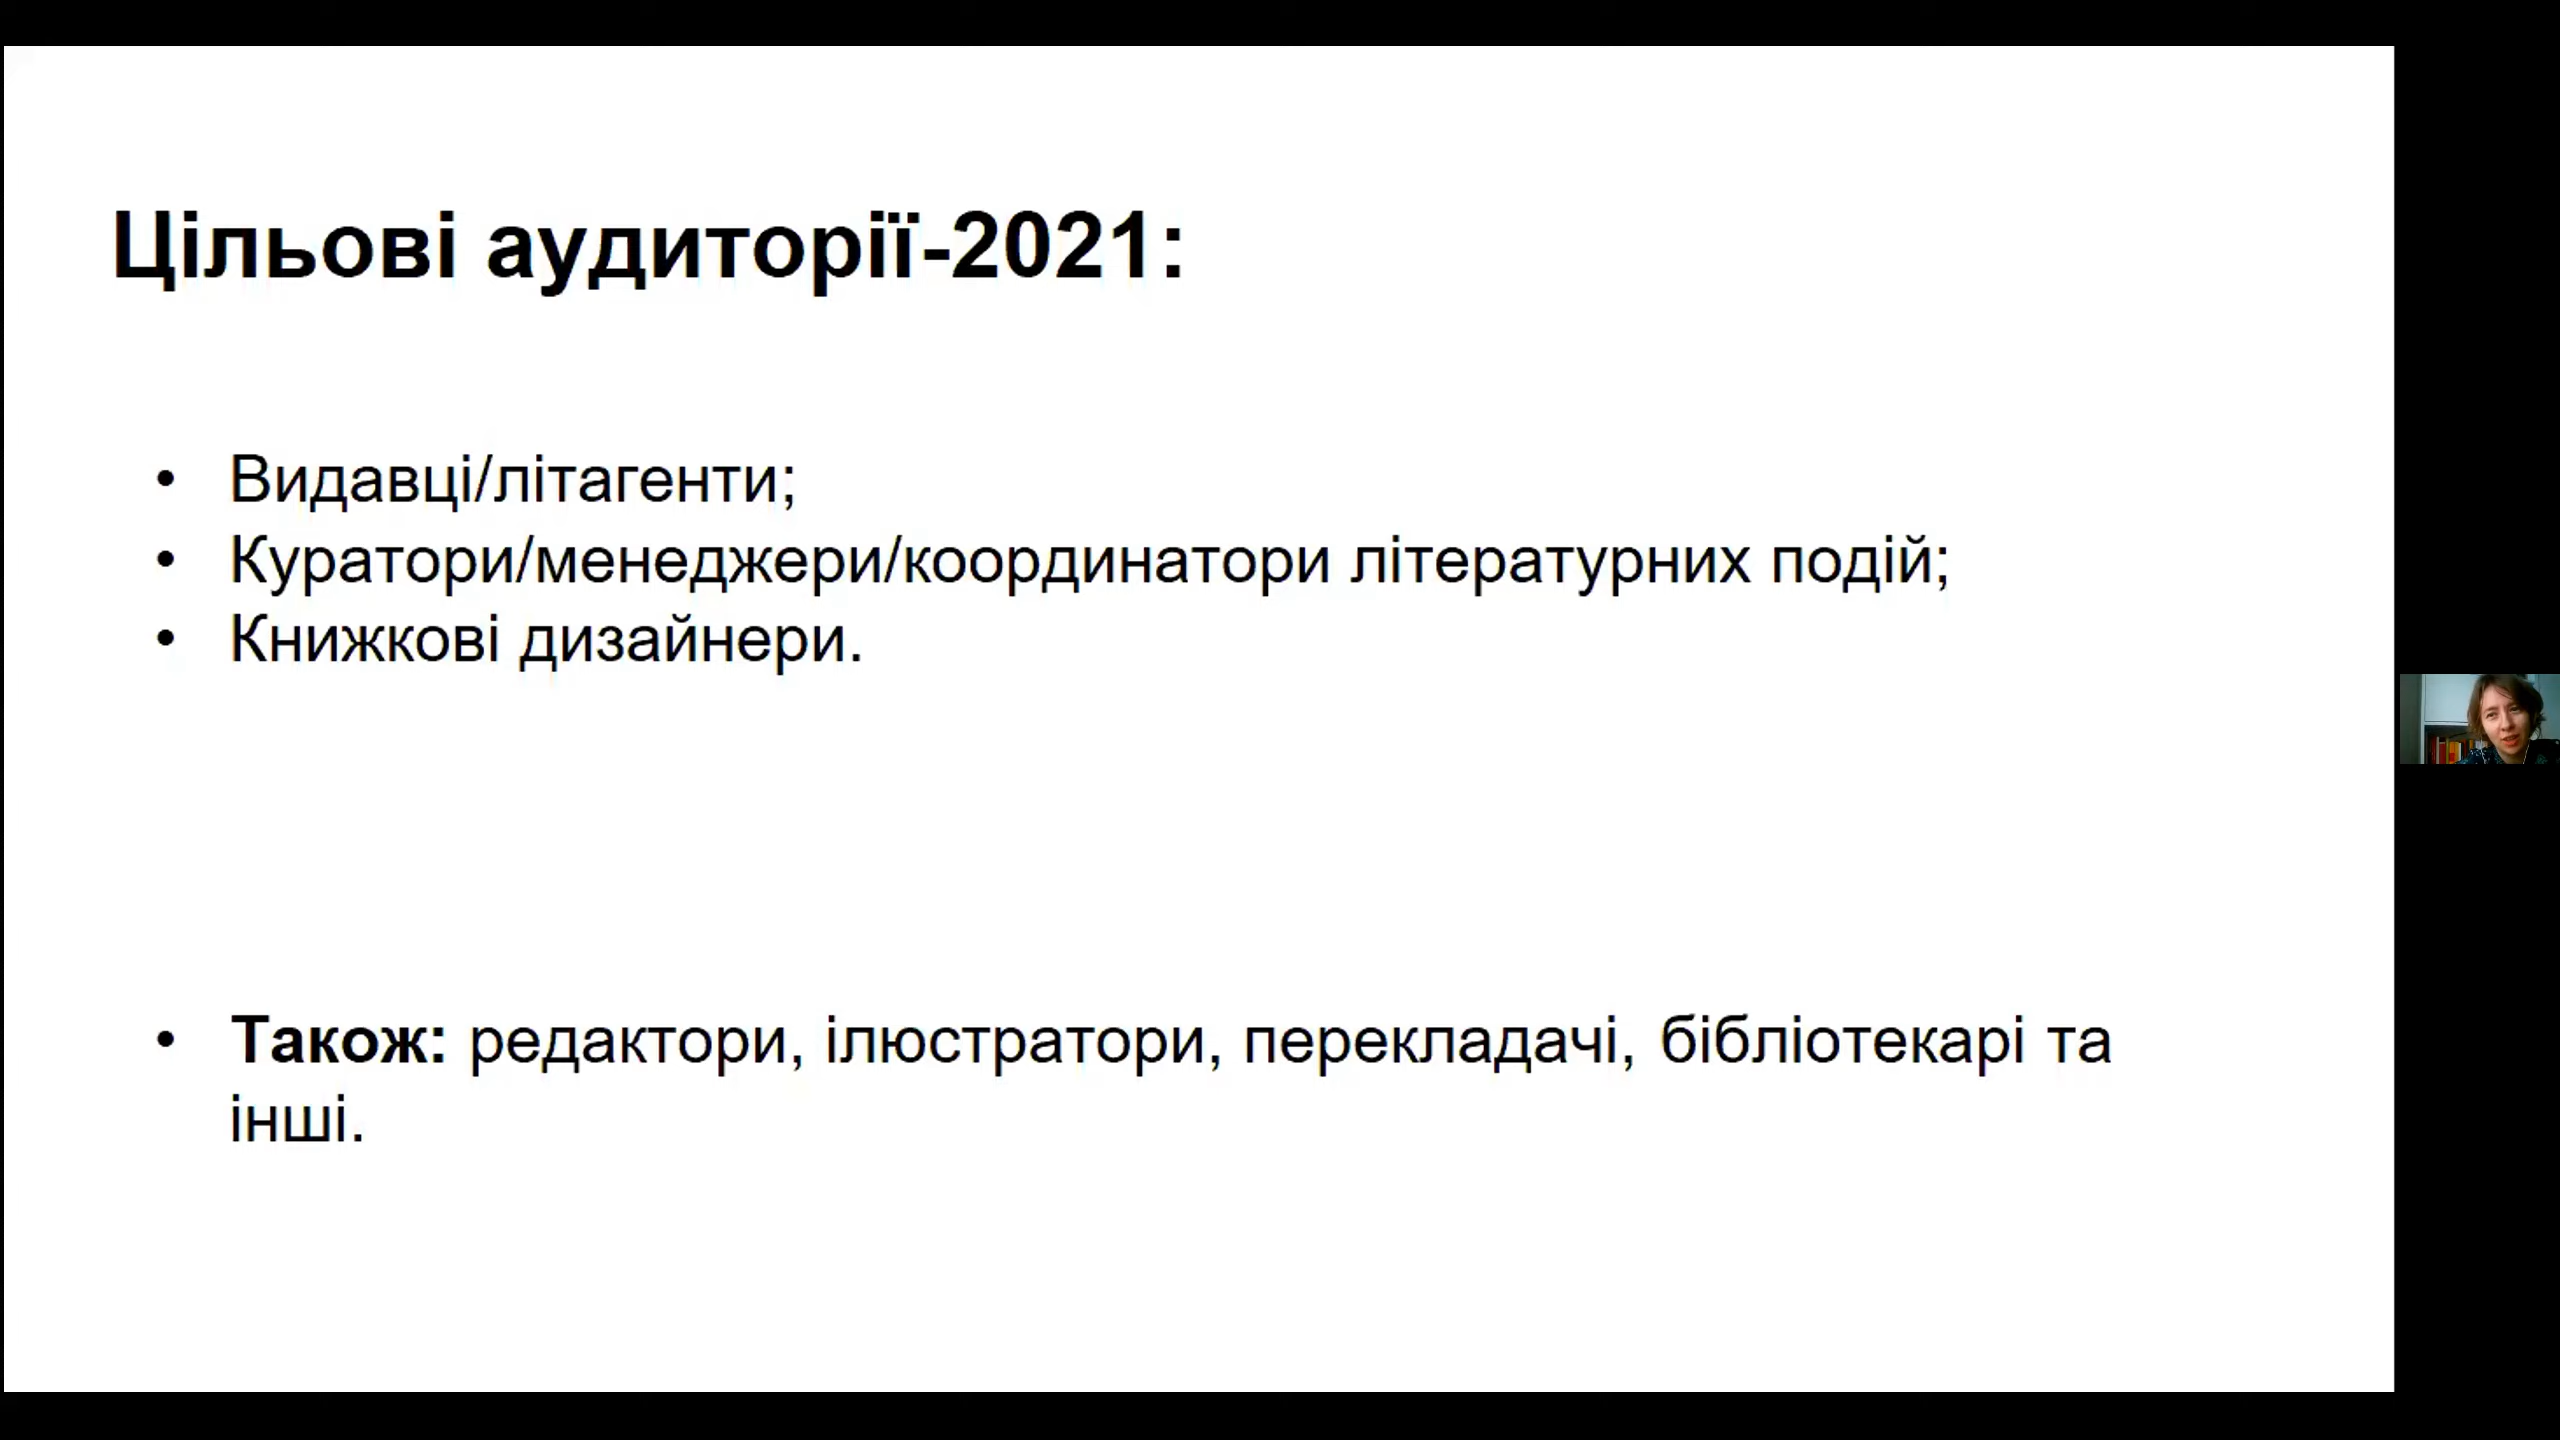 Цільові аудиторії-2021:
• Видавці/літагенти;
• Куратори/менеджери/координатори літературних подій;
• Книжкові дизайнери.
• Також: редактори, ілюстратори, перекладачі, бібліотекарі та
інші.